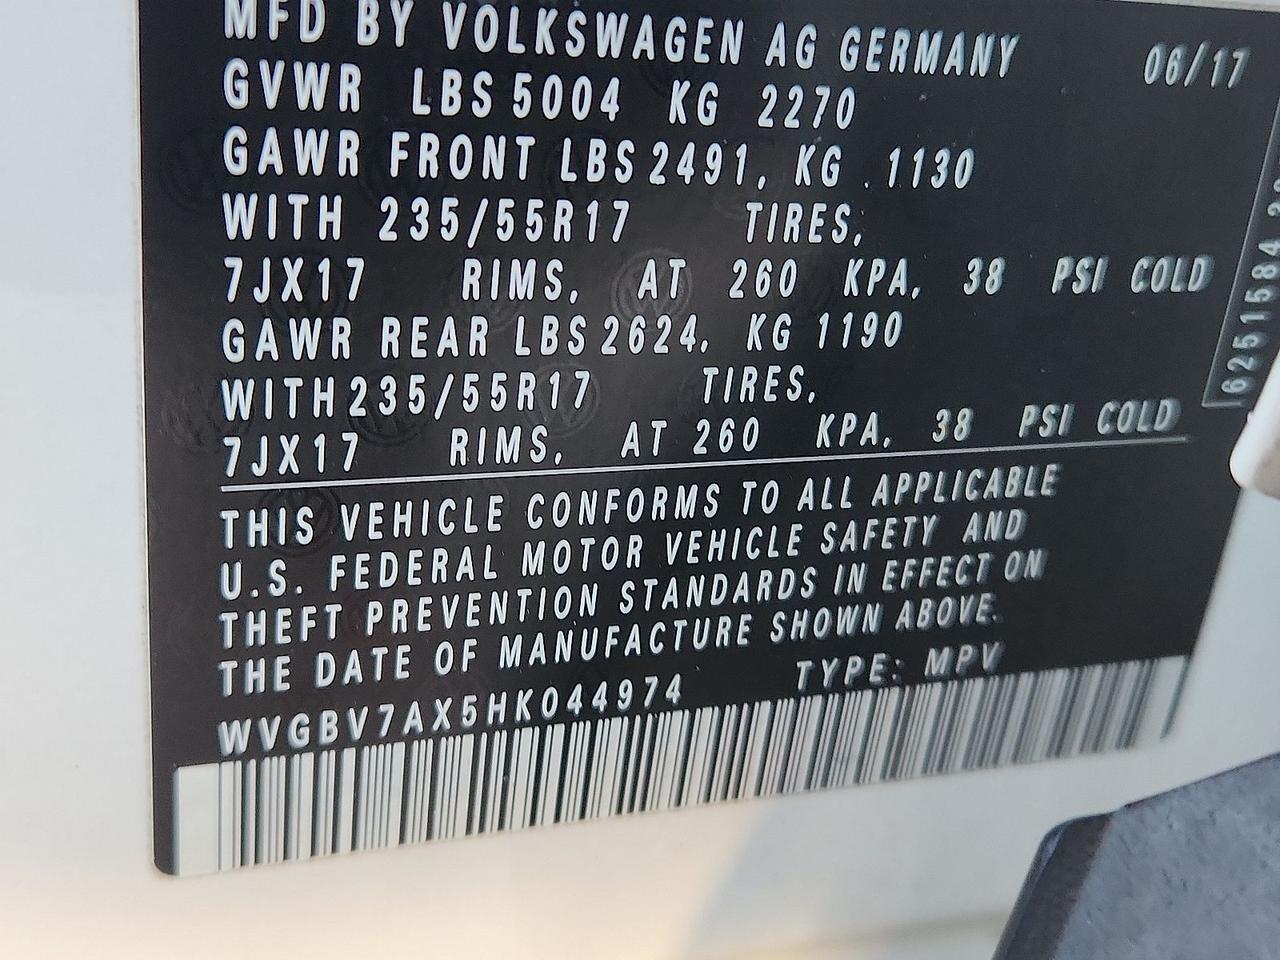 MFD BY VOLKSWAGEN AG GERMANY 06/17
GVWR LBS 5004 KG 2270
GAWR FRONT LBS 2491, KG . 1130
WITH 235/55R17 TIRES,
7JX17 RIMS, AT 260 KPA, 38 PSI COLD
GAWR REAR LBS 2624, KG 1190
WITH 235/55R17 TIRES,
7JX17 RIMS, AT 260 KPA, 38 PSI COLD
THIS VEHICLE CONFORMS TO ALL APPLICABLE
U.S. FEDERAL MOTOR VEHICLE SAFETY AND
THEFT PREVENTION STANDARDS IN EFFECT ON
THE DATE OF MANUFACTURE SHOWN ABOVE.
WVGBV7AX5HK044974 TYPE: MPV